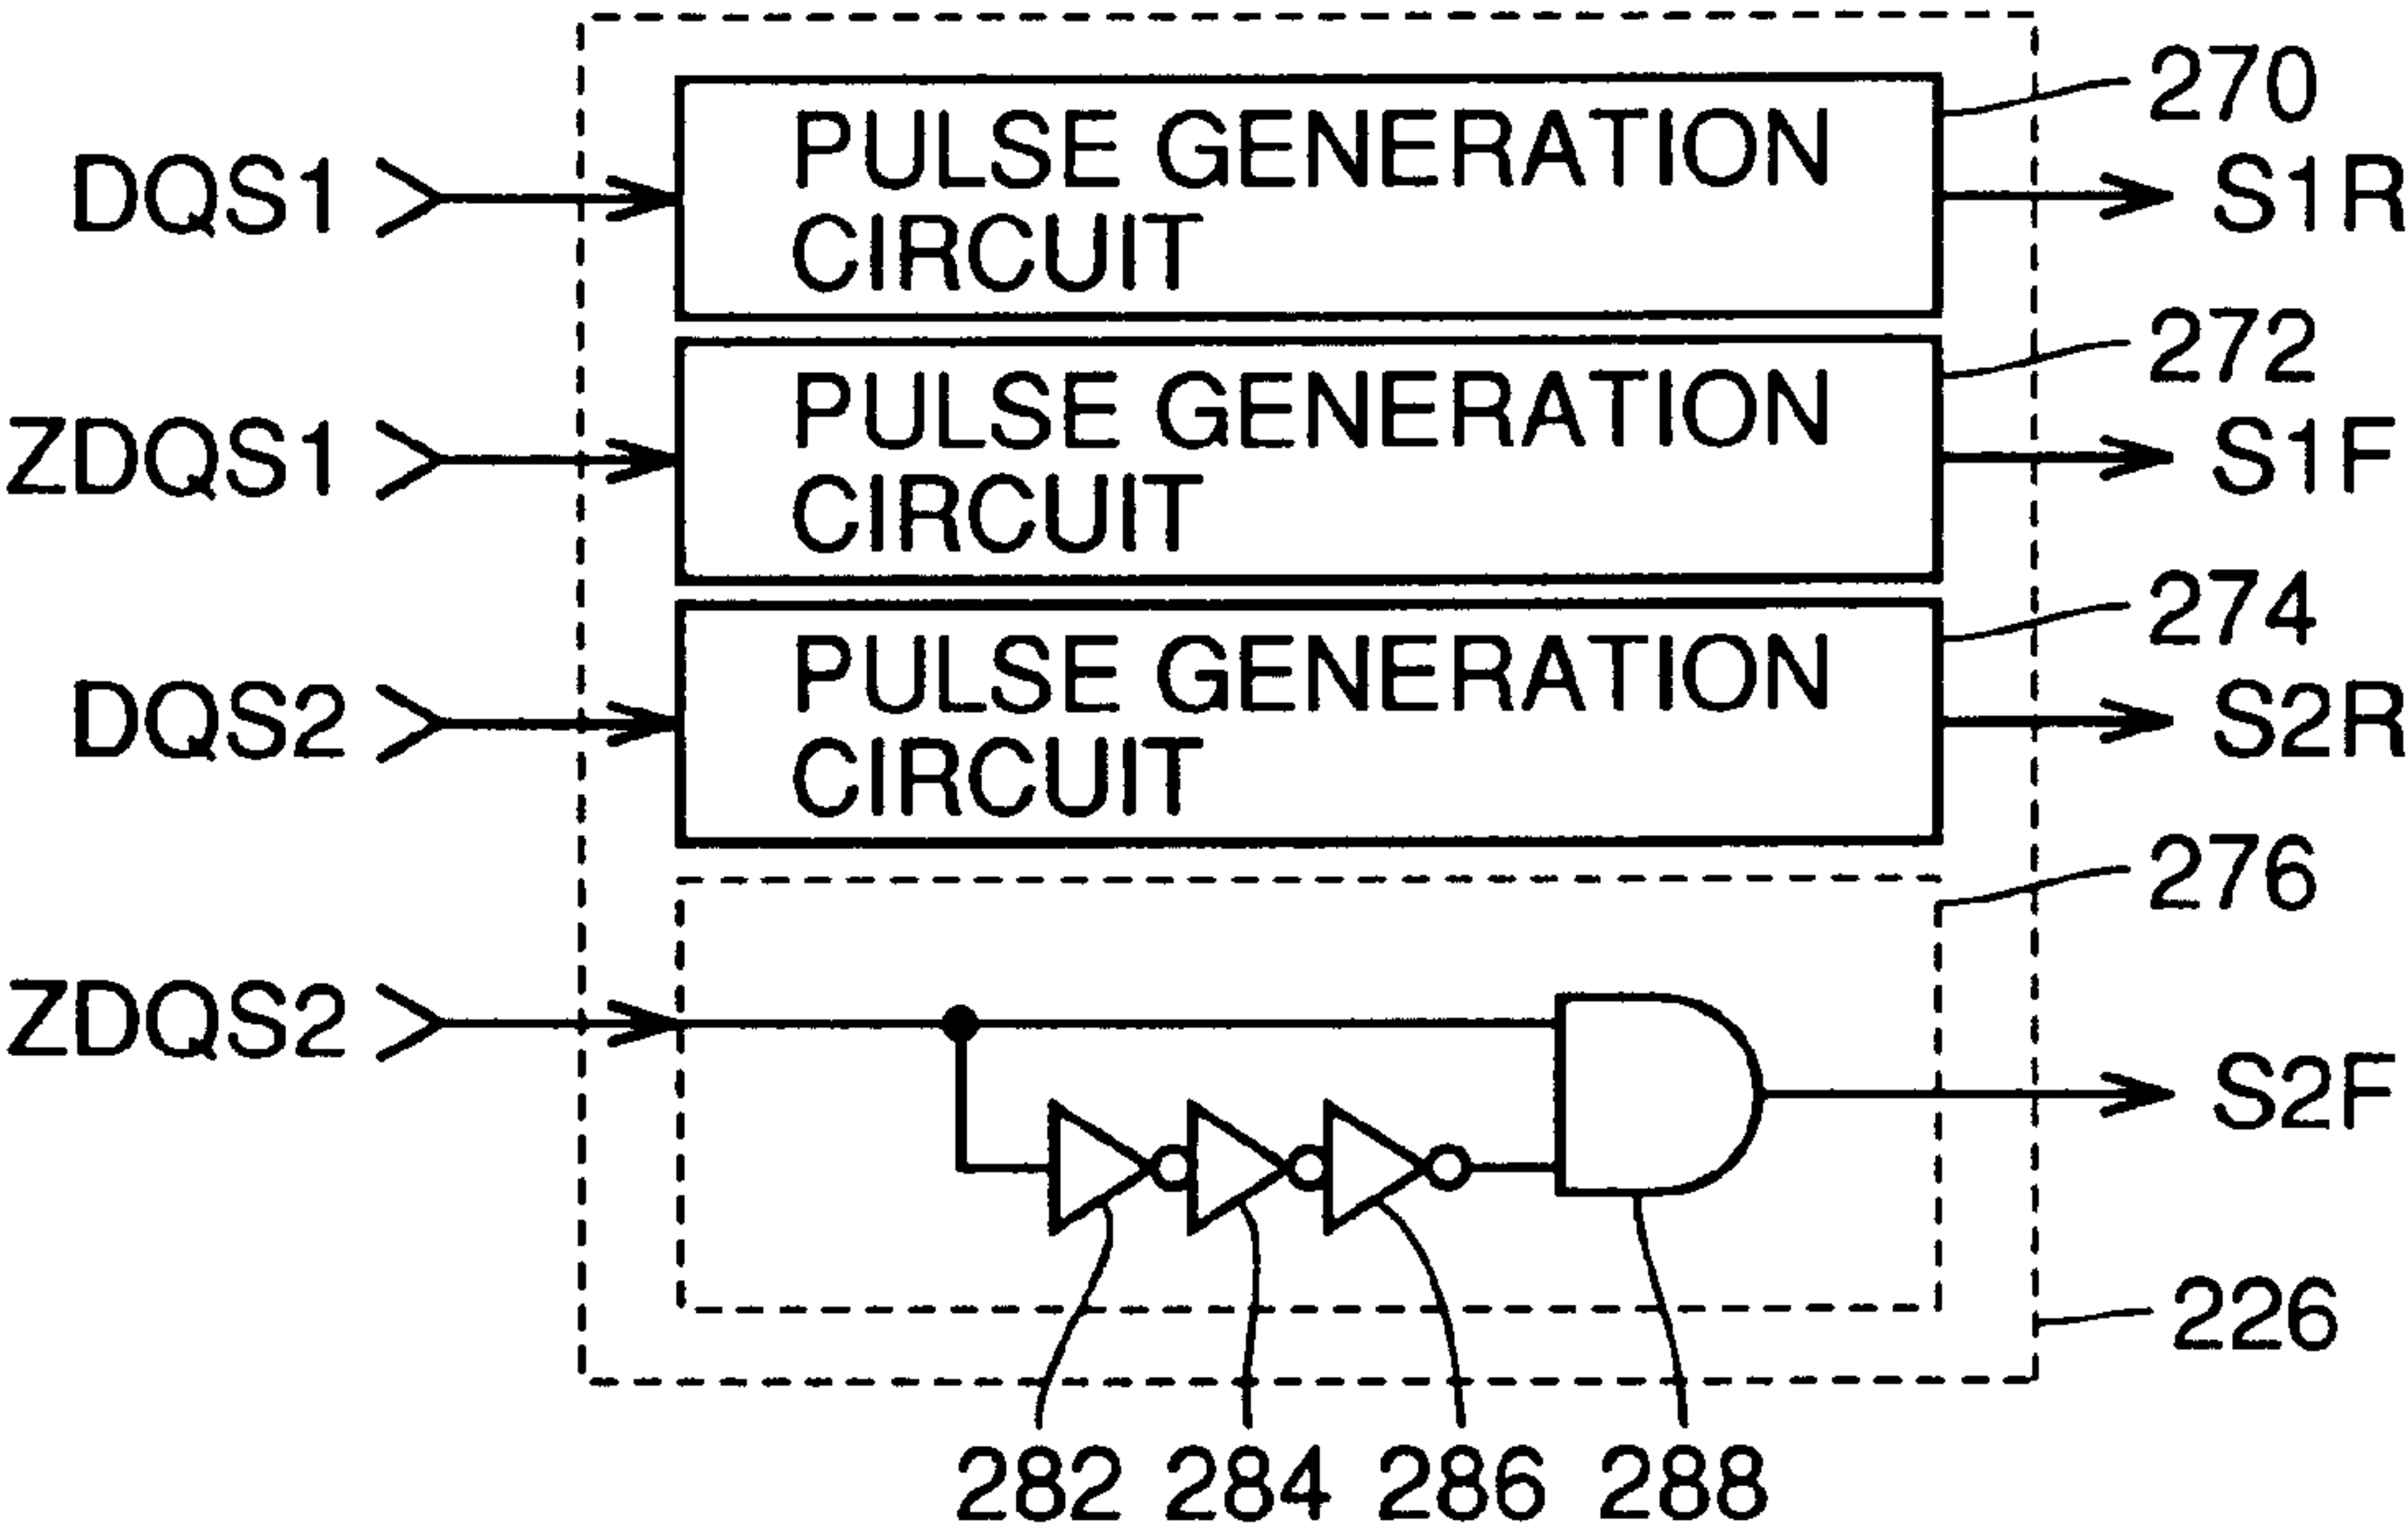 270
DQS1
PULSE GENERATION
CIRCUIT
S1R
272
ZDQS1
PULSE GENERATION
CIRCUIT
S1F
274
DQS2
PULSE GENERATION
CIRCUIT
S2R
276
ZDQS2
S2F
226
282 284 286 288